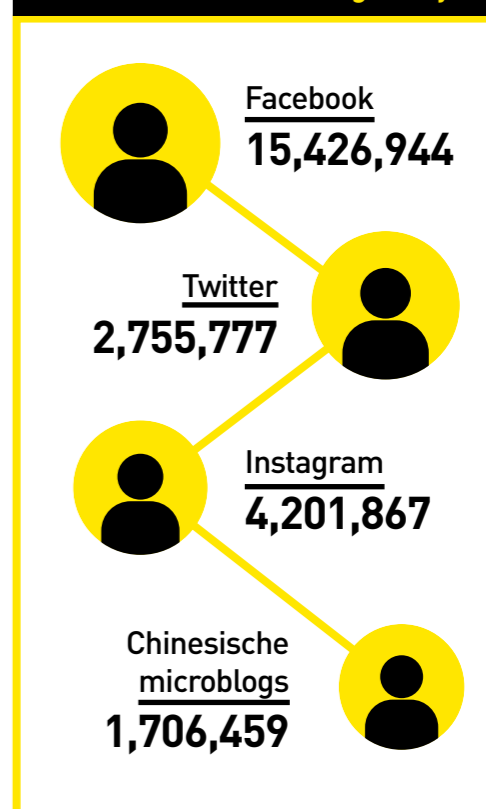 Facebook
15,426,944
Twitter
2,755,777
Instagram
4,201,867
Chinesische
microblogs
1,706,459